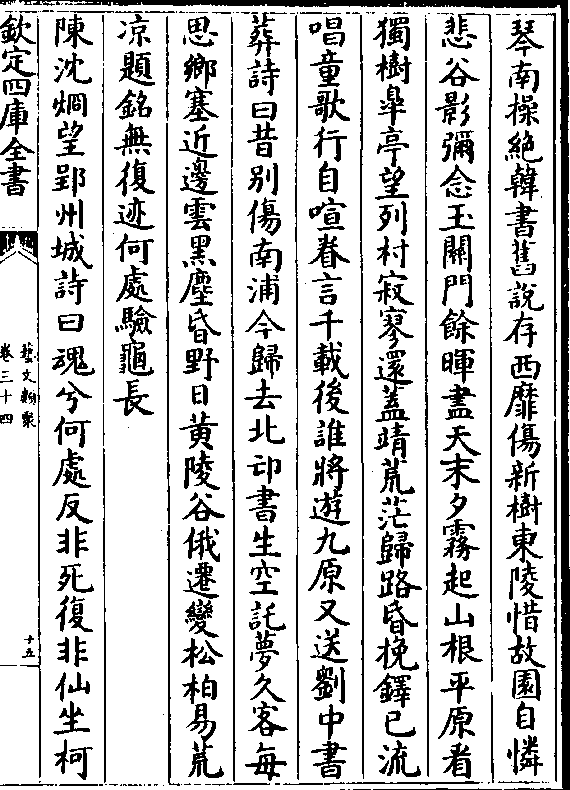 琴南操絶韓書舊說存西靡傷新樹東陵惜故園自憐
悲谷影彌念玉關門餘暉盡天末夕霧起山根平原看
獨樹臯亭望列村寂寥還蓋靖荒茫歸路昏挽鐸已流
唱童歌行自喧眷言千載後誰將遊九原又送劉中書
葬詩曰昔別傷南浦今歸去北邙書生空託夢久客每
思鄉塞近邊雲黑塵昏野日黄陵谷俄遷變松柏易荒
凉題銘無復迹何處驗龜長
陳沈烱望郢州城詩曰魂兮何處反非死復非仙坐柯
欽定四庫全書
藝文類聚
卷三十四
十五